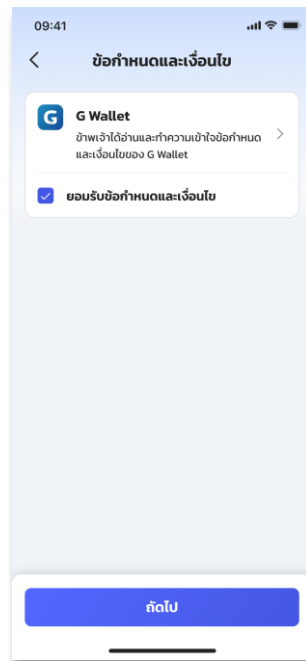 09:41
ข้อกำหนดและเงื่อนไข
G
G Wallet
ข้าพเจ้าได้อ่านและทำความเข้าใจข้อกำหนด
และเงื่อนไขของ G Wallet
ยอมรับข้อกำหนดและเงื่อนไข
ถัดไป